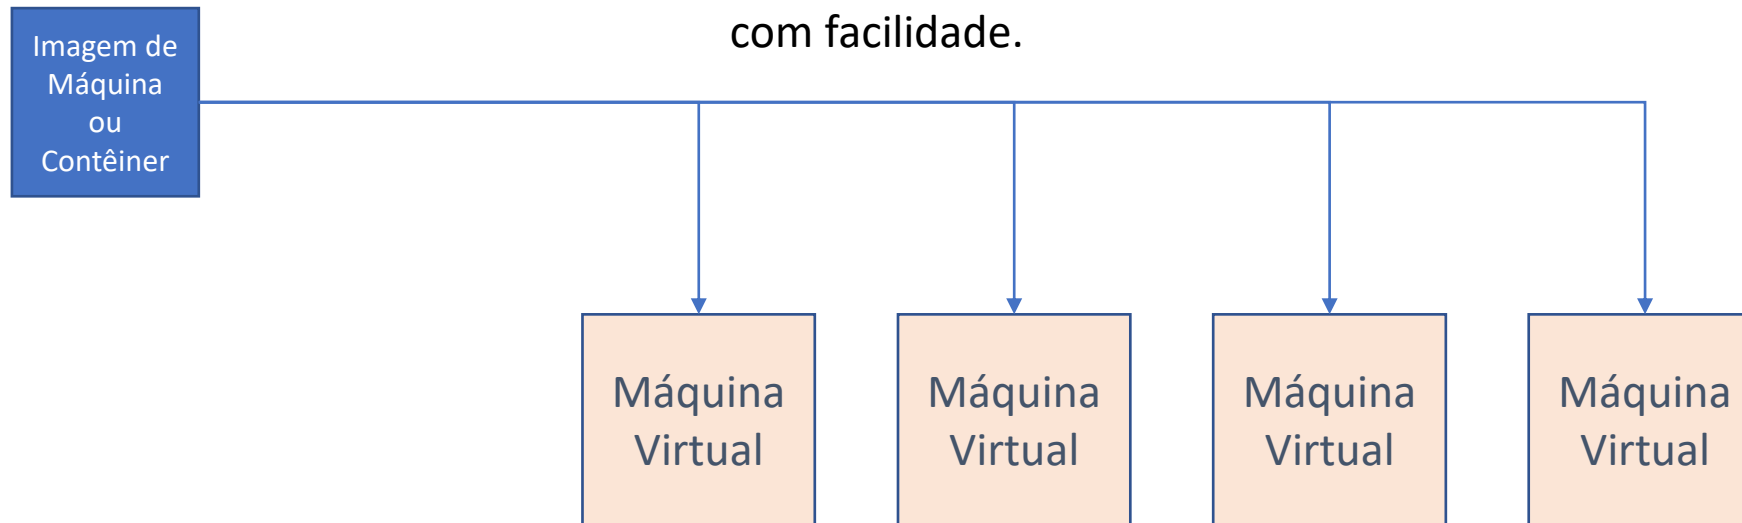 com facilidade.
Imagem de
Máquina
ou
Contêiner
Máquina
Virtual
Máquina
Virtual
Máquina
Virtual
Máquina
Virtual